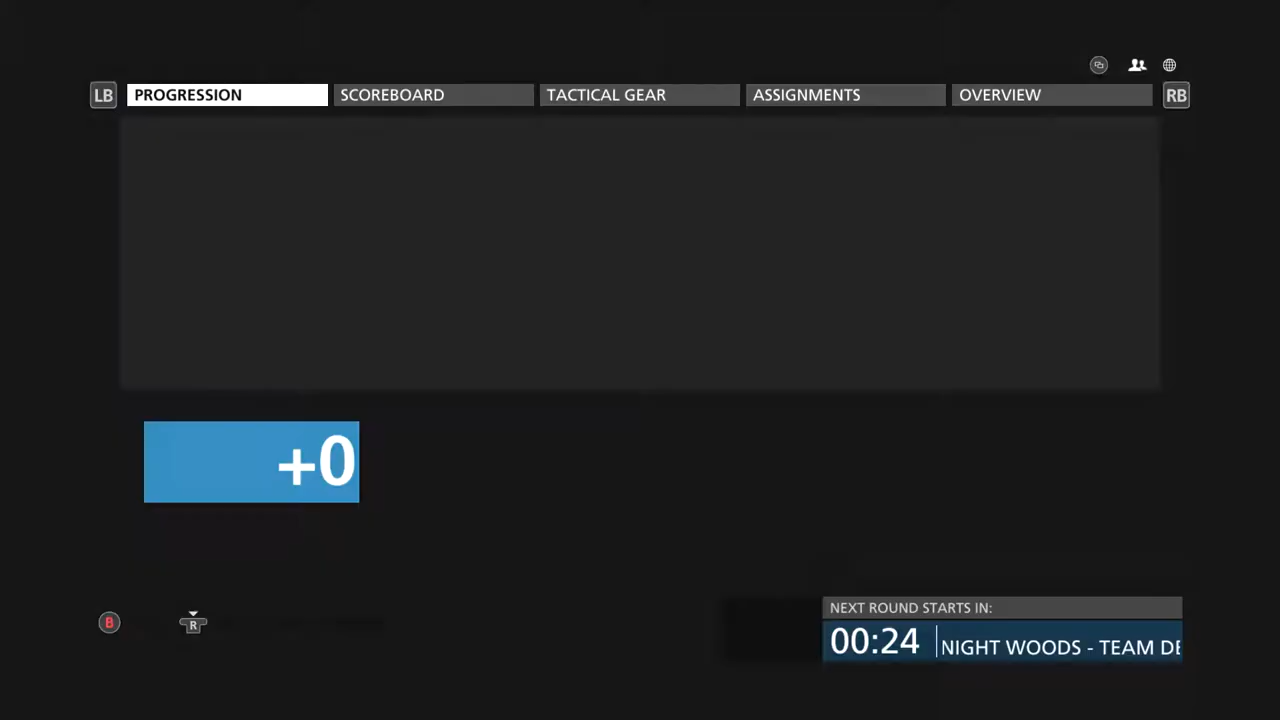 LB PROGRESSION SCOREBOARD TACTICAL GEAR ASSIGNMENTS OVERVIEW RB
+0
B R
NEXT ROUND STARTS IN:
00:24 NIGHT WOODS - TEAM DE